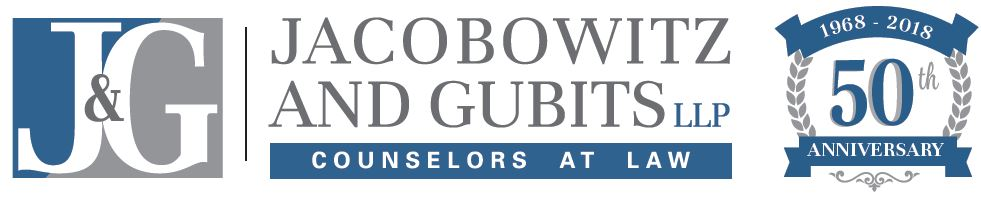 J&G
JACOBOWITZ
AND GUBITS LLP
COUNSELORS AT LAW
1968 - 2018
50th
ANNIVERSARY